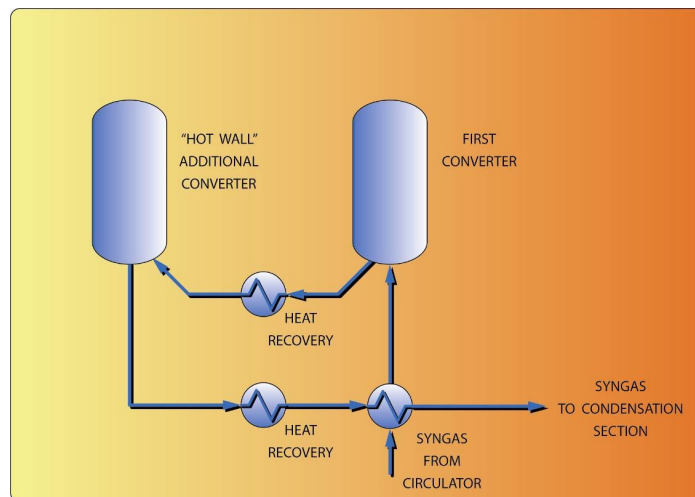 “HOT WALL”
ADDITIONAL
CONVERTER
FIRST
CONVERTER
HEAT
RECOVERY
HEAT
RECOVERY
SYNGAS
FROM
CIRCULATOR
SYNGAS
TO CONDENSATION
SECTION